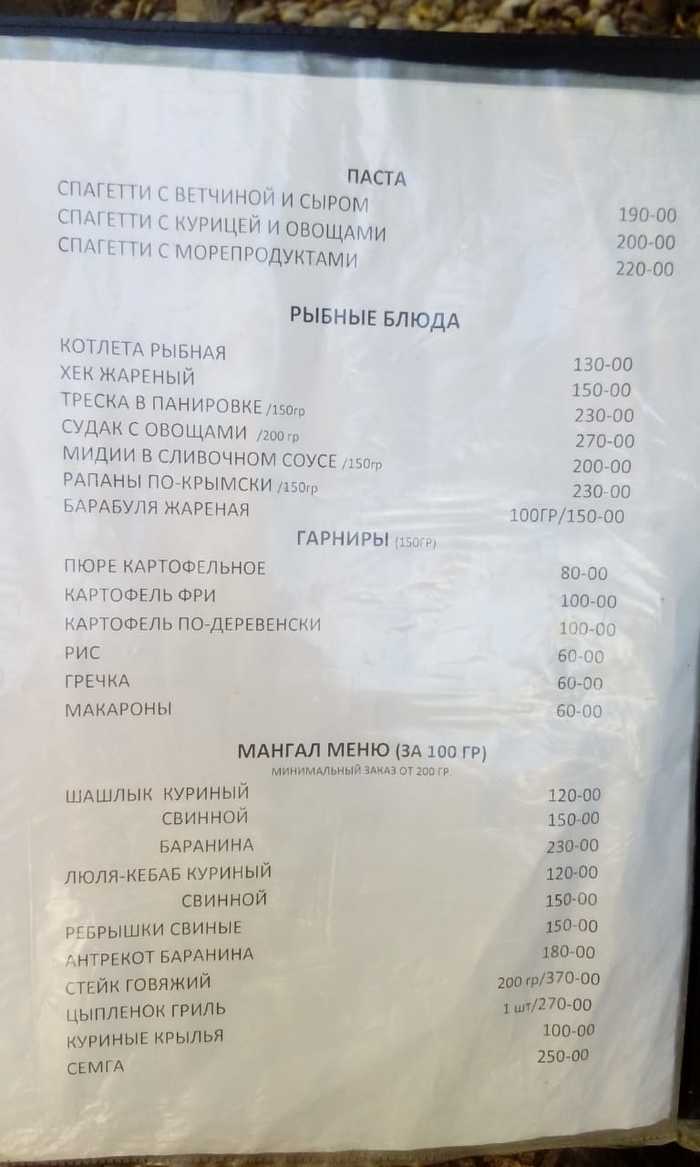 ПАСТА
СПАГЕТТИ С ВЕТЧИНОЙ И СЫРОМ 190-00
СПАГЕТТИ С КУРИЦЕЙ И ОВОЩАМИ 200-00
СПАГЕТТИ С МОРЕПРОДУКТАМИ 220-00
РЫБНЫЕ БЛЮДА
КОТЛЕТА РЫБНАЯ 130-00
ХЕК ЖАРЕНЫЙ 150-00
ТРЕСКА В ПАНИРОВКЕ /150гр 230-00
СУДАК С ОВОЩАМИ /200 гр 270-00
МИДИИ В СЛИВОЧНОМ СОУСЕ /150гр 200-00
РАПАНЫ ПО-КРЫМСКИ /150гр 230-00
БАРАБУЛЯ ЖАРЕНАЯ 100ГР/150-00
ГАРНИРЫ (150ГР)
ПЮРЕ КАРТОФЕЛЬНОЕ 80-00
КАРТОФЕЛЬ ФРИ 100-00
КАРТОФЕЛЬ ПО-ДЕРЕВЕНСКИ 100-00
РИС 60-00
ГРЕЧКА 60-00
МАКАРОНЫ 60-00
МАНГАЛ МЕНЮ (ЗА 100 ГР)
МИНИМАЛЬНЫЙ ЗАКАЗ ОТ 200 ГР.
ШАШЛЫК КУРИНЫЙ 120-00
СВИННОЙ 150-00
БАРАНИНА 230-00
ЛЮЛЯ-КЕБАБ КУРИНЫЙ 120-00
СВИННОЙ 150-00
РЕБРЫШКИ СВИНЫЕ 150-00
АНТРЕКОТ БАРАНИНА 180-00
СТЕЙК ГОВЯЖИЙ 200 гр/370-00
ЦЫПЛЕНОК ГРИЛЬ 1 шт/270-00
КУРИНЫЕ КРЫЛЬЯ 100-00
СЕМГА 250-00